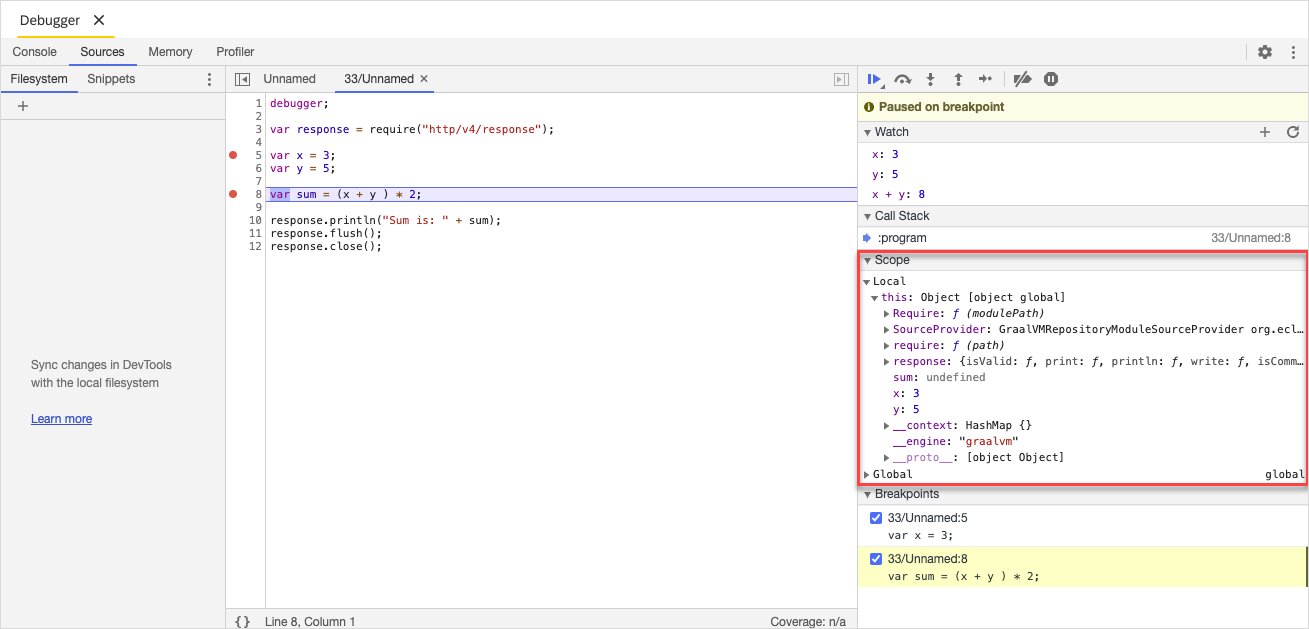 Debugger
Console Sources Memory Profiler
Filesystem Snippets
Sync changes in DevTools
with the local filesystem
Learn more
Unnamed 33/Unnamed
1 debugger;
2
3 var response = require("http/v4/response");
4
5 var x = 3;
6 var y = 5;
7
8 var sum = (x + y ) * 2;
9
10 response.println("Sum is: " + sum);
11 response.flush();
12 response.close();
{} Line 8, Column 1 Coverage: n/a
Paused on breakpoint
Watch
x: 3
y: 5
x + y: 8
Call Stack
:program 33/Unnamed:8
Scope
Local
this: Object [object global]
Require: ƒ (modulePath)
SourceProvider: GraalVMRepositoryModuleSourceProvider org.ecl…
require: ƒ (path)
response: {isValid: ƒ, print: ƒ, println: ƒ, write: ƒ, isComm…
sum: undefined
x: 3
y: 5
__context: HashMap {}
__engine: "graalvm"
__proto__: [object Object]
Global global
Breakpoints
33/Unnamed:5
var x = 3;
33/Unnamed:8
var sum = (x + y ) * 2;